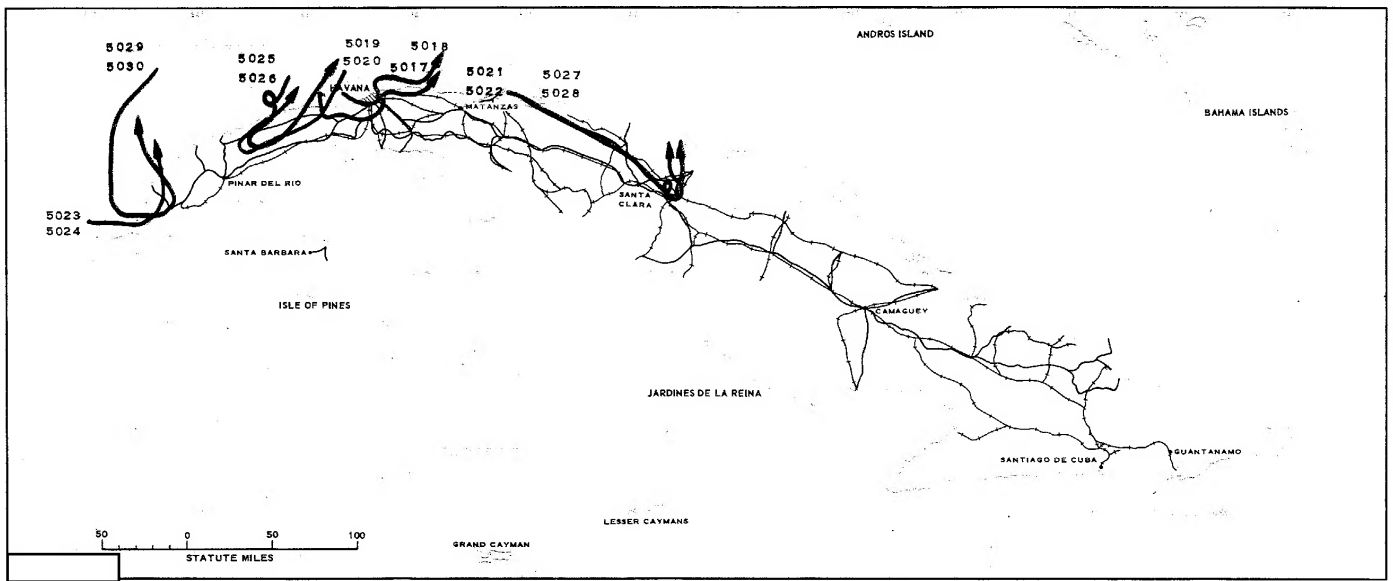 ANDROS ISLAND
5029
5030
5025
5026
5019
5020
5018
5017
5021
5022
5027
5028
HAVANA
MATANZAS
BAHAMA ISLANDS
PINAR DEL RIO
SANTA
CLARA
5023
5024
SANTA BARBARA
ISLE OF PINES
CAMAGUEY
JARDINES DE LA REINA
SANTIAGO DE CUBA
GUANTANAMO
LESSER CAYMANS
GRAND CAYMAN
50 0 50 100
STATUTE MILES